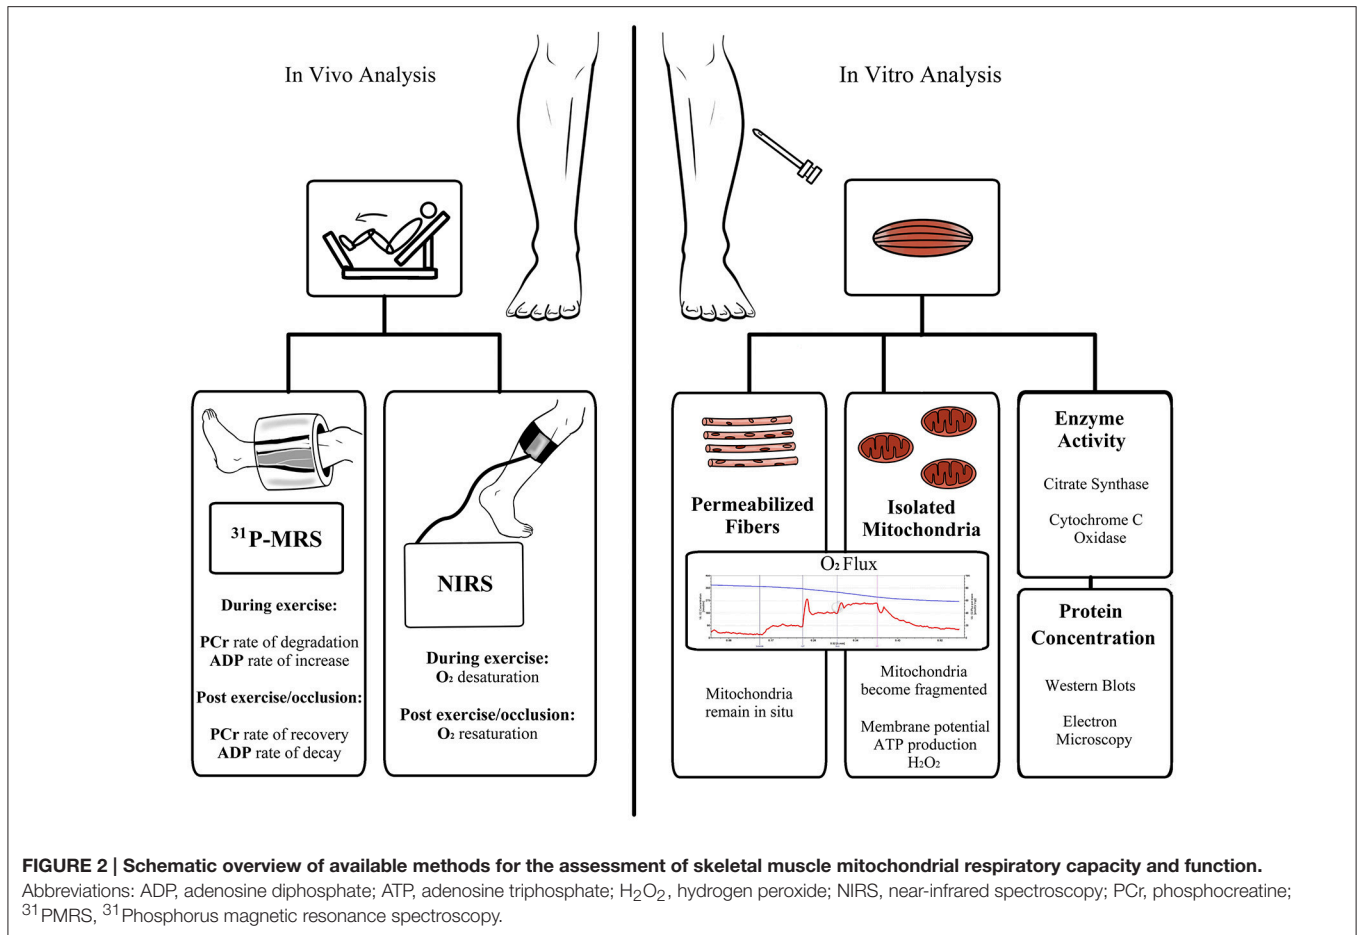 In Vivo Analysis
In Vitro Analysis
³¹P-MRS
During exercise:
PCr rate of degradation
ADP rate of increase
Post exercise/occlusion:
PCr rate of recovery
ADP rate of decay
NIRS
During exercise:
O₂ desaturation
Post exercise/occlusion:
O₂ resaturation
Permeabilized
Fibers
Isolated
Mitochondria
O₂ Flux
Mitochondria
remain in situ
Mitochondria
become fragmented
Membrane potential
ATP production
H₂O₂
Enzyme
Activity
Citrate Synthase
Cytochrome C
Oxidase
Protein
Concentration
Western Blots
Electron
Microscopy
FIGURE 2 | Schematic overview of available methods for the assessment of skeletal muscle mitochondrial respiratory capacity and function.
Abbreviations: ADP, adenosine diphosphate; ATP, adenosine triphosphate; H₂O₂, hydrogen peroxide; NIRS, near-infrared spectroscopy; PCr, phosphocreatine;
³¹PMRS, ³¹Phosphorus magnetic resonance spectroscopy.